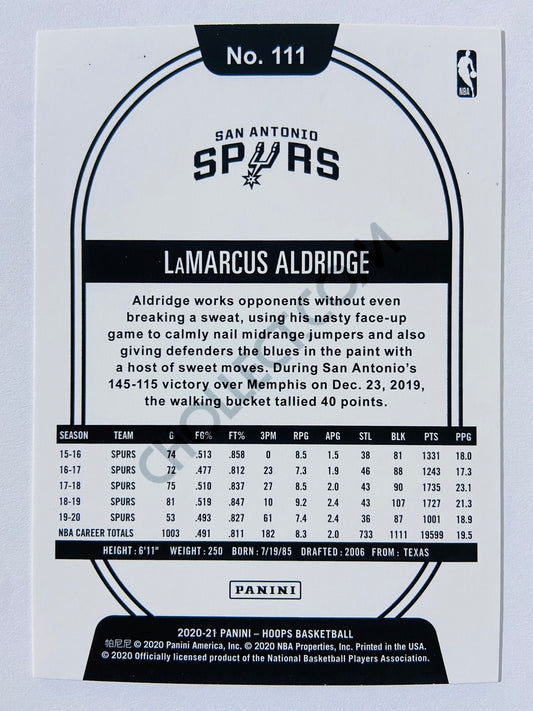 No. 111
NBA
SAN ANTONIO
SPURS
LaMARCUS ALDRIDGE
Aldridge works opponents without even
breaking a sweat, using his nasty face-up
game to calmly nail midrange jumpers and also
giving defenders the blues in the paint with
a host of sweet moves. During San Antonio's
145-115 victory over Memphis on Dec. 23, 2019,
the walking bucket tallied 40 points.
CHOLLECT.COM
SEASON TEAM G FG% FT% 3PM RPG APG STL BLK PTS PPG
15-16 SPURS 74 .513 .858 0 8.5 1.5 38 81 1331 18.0
16-17 SPURS 72 .477 .812 23 7.3 1.9 46 88 1243 17.3
17-18 SPURS 75 .510 .837 27 8.5 2.0 43 90 1735 23.1
18-19 SPURS 81 .519 .847 10 9.2 2.4 43 107 1727 21.3
19-20 SPURS 53 .493 .827 61 7.4 2.4 36 87 1001 18.9
NBA CAREER TOTALS 1003 .491 .811 182 8.3 2.0 733 1111 19599 19.5
HEIGHT: 6'11" WEIGHT: 250 BORN: 7/19/85 DRAFTED: 2006 FROM: TEXAS
PANINI
2020-21 PANINI – HOOPS BASKETBALL
帕尼尼 © 2020 Panini America, Inc. © 2020 NBA Properties, Inc. Printed in the USA.
© 2020 Officially licensed product of the National Basketball Players Association.